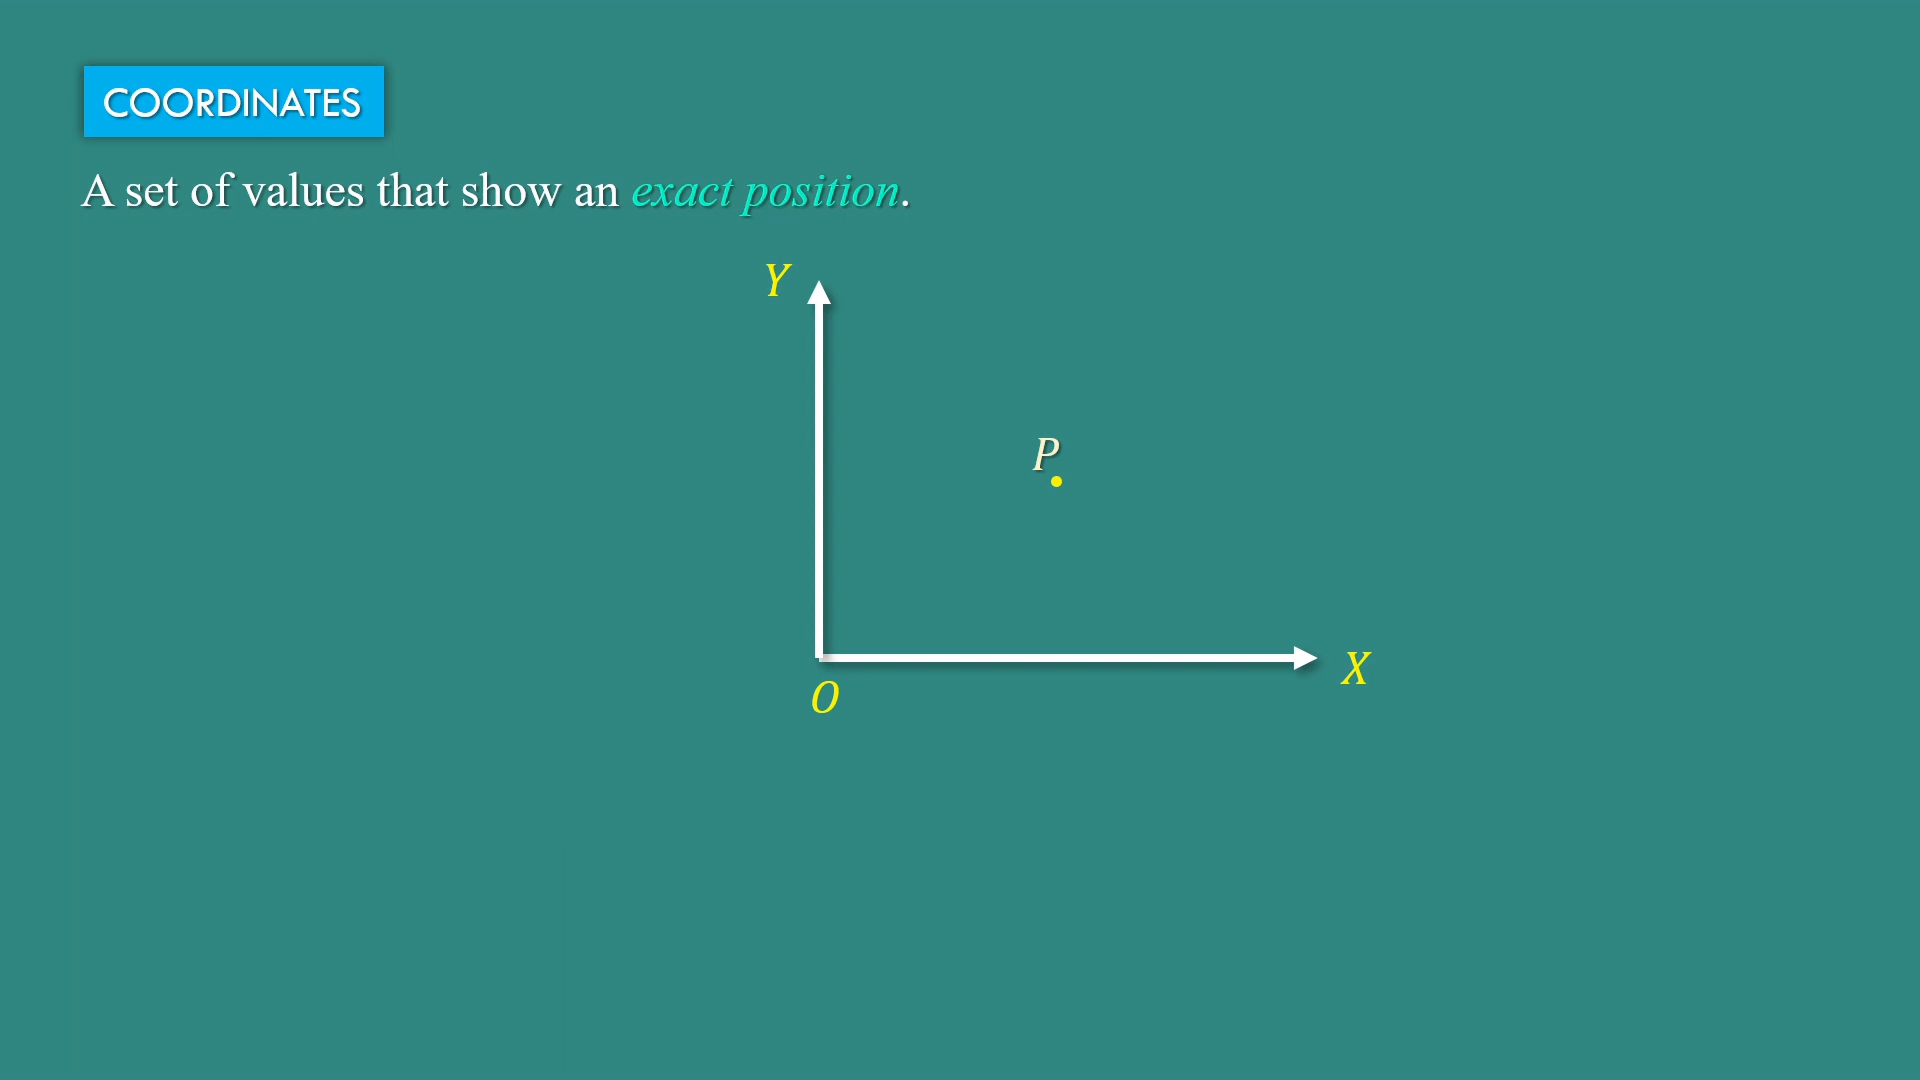 COORDINATES
A set of values that show an exact position.
Y
P
X
O